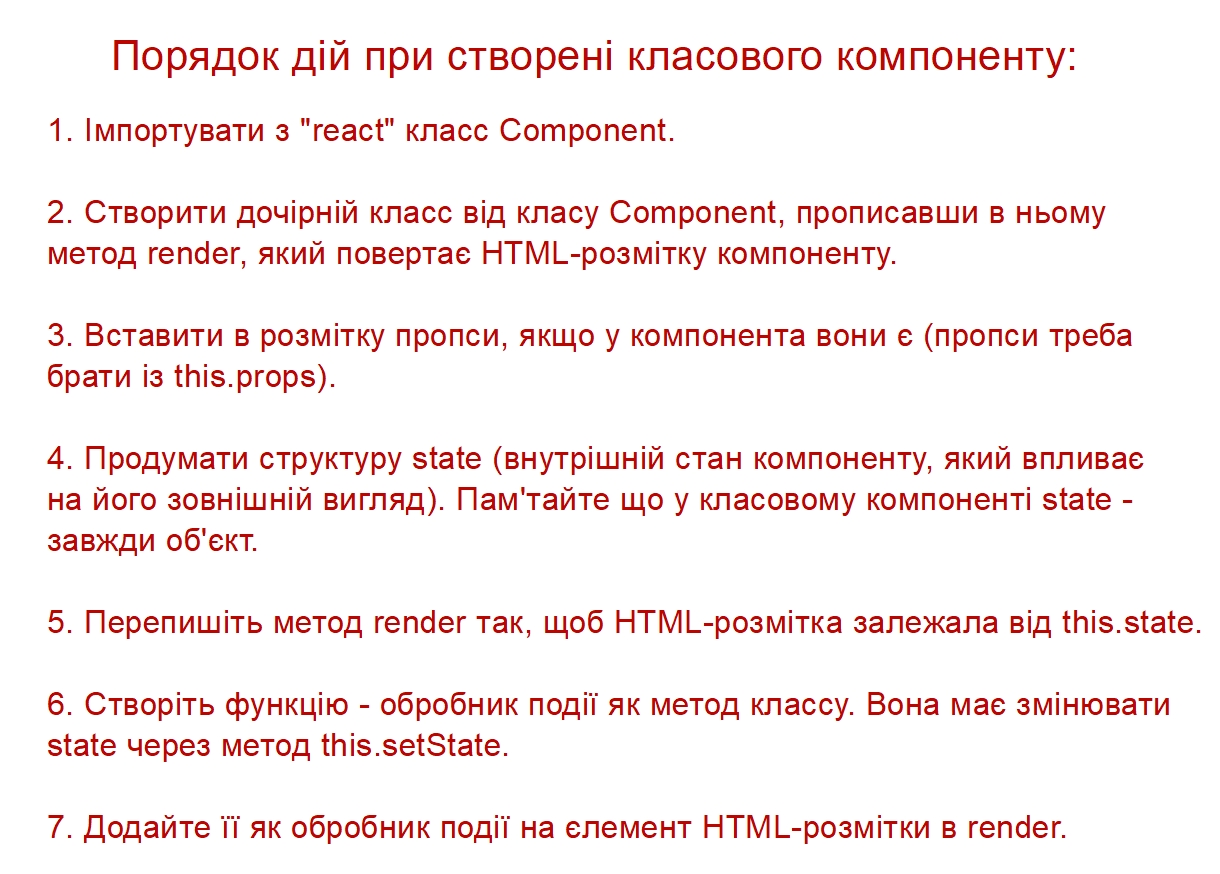 Порядок дій при створені класового компоненту:
1. Імпортувати з "react" класс Component.
2. Створити дочірній класс від класу Component, прописавши в ньому
метод render, який повертає HTML-розмітку компоненту.
3. Вставити в розмітку пропси, якщо у компонента вони є (пропси треба
брати із this.props).
4. Продумати структуру state (внутрішній стан компоненту, який впливає
на його зовнішній вигляд). Пам'тайте що у класовому компоненті state -
завжди об'єкт.
5. Перепишіть метод render так, щоб HTML-розмітка залежала від this.state.
6. Створіть функцію - обробник події як метод классу. Вона має змінювати
state через метод this.setState.
7. Додайте її як обробник події на єлемент HTML-розмітки в render.